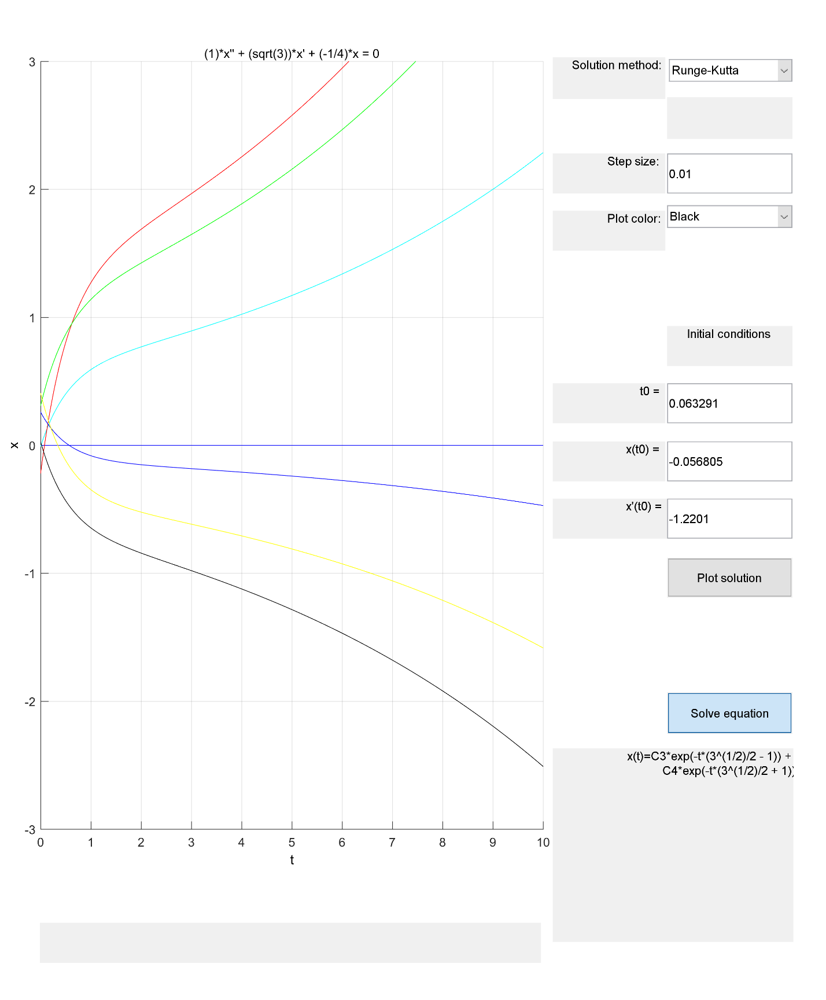 (1)*x'' + (sqrt(3))*x' + (-1/4)*x = 0
3
2
1
0
-1
-2
-3
x
0 1 2 3 4 5 6 7 8 9 10
t
Solution method:
Runge-Kutta
Step size:
0.01
Plot color:
Black
Initial conditions
t0 =
0.063291
x(t0) =
-0.056805
x'(t0) =
-1.2201
Plot solution
Solve equation
x(t)=C3*exp(-t*(3^(1/2)/2 - 1)) +
C4*exp(-t*(3^(1/2)/2 + 1))